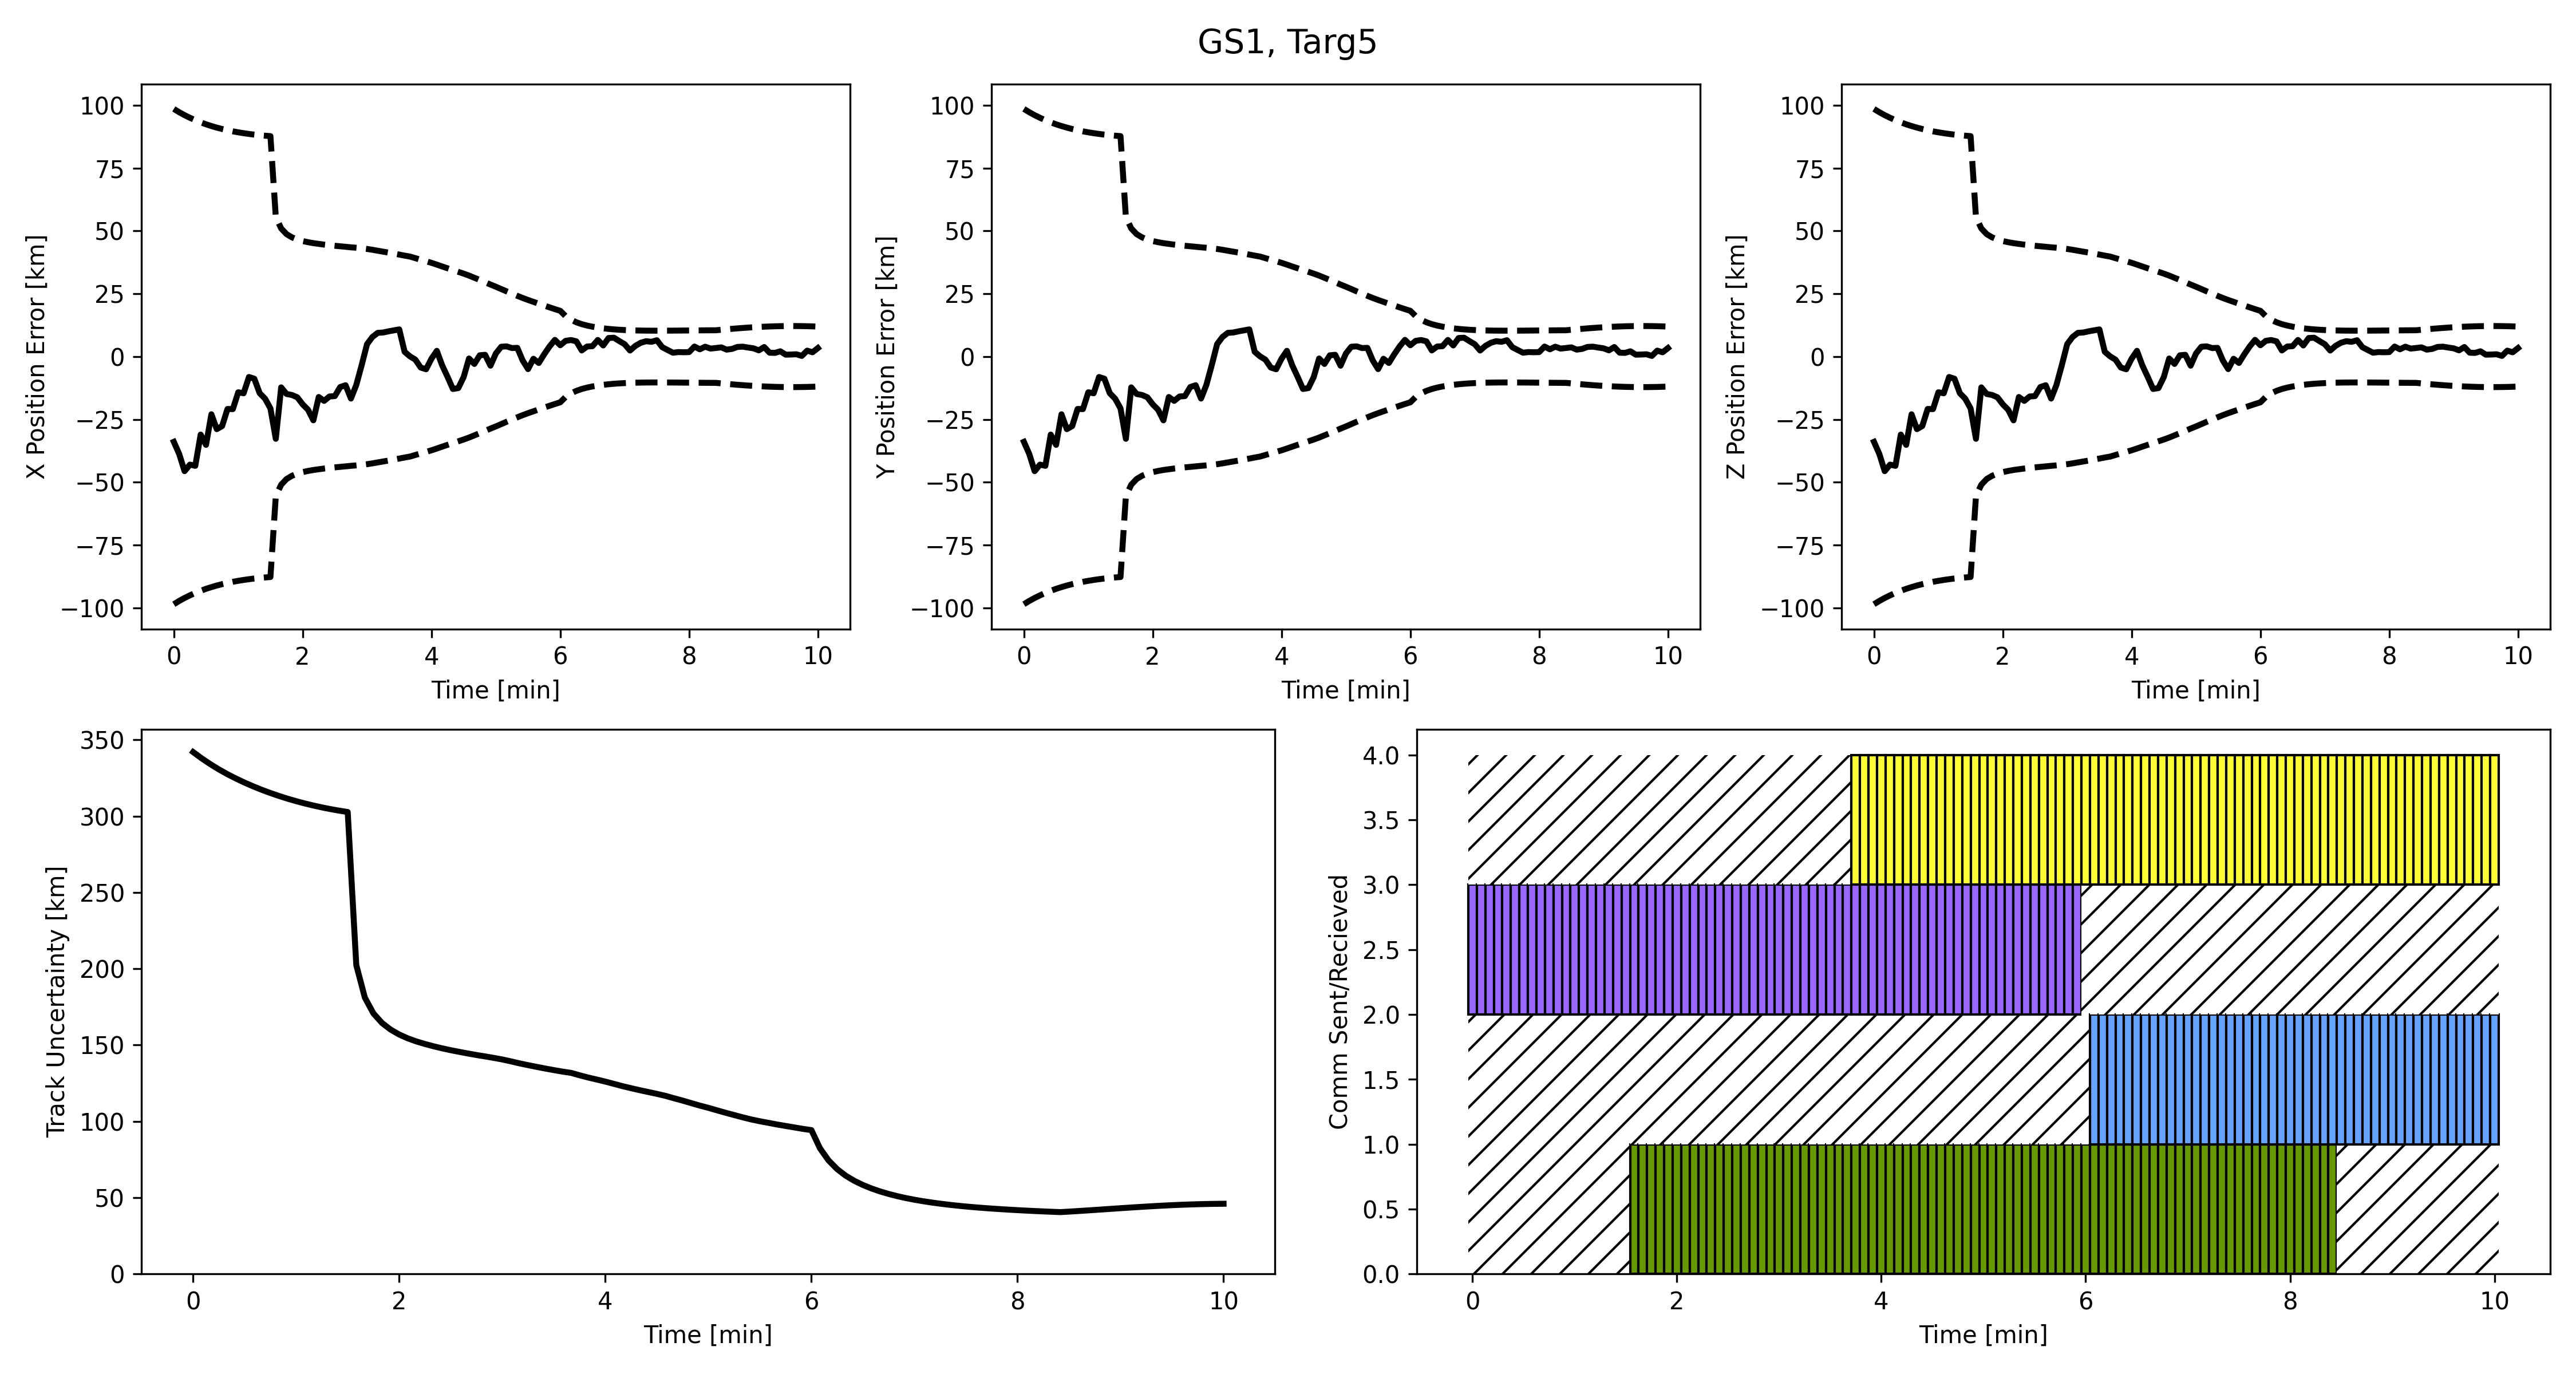 GS1, Targ5
X Position Error [km]
100
75
50
25
0
−25
−50
−75
−100
0 2 4 6 8 10
Time [min]
Y Position Error [km]
100
75
50
25
0
−25
−50
−75
−100
0 2 4 6 8 10
Time [min]
Z Position Error [km]
100
75
50
25
0
−25
−50
−75
−100
0 2 4 6 8 10
Time [min]
Track Uncertainty [km]
350
300
250
200
150
100
50
0
0 2 4 6 8 10
Time [min]
Comm Sent/Recieved
4.0
3.5
3.0
2.5
2.0
1.5
1.0
0.5
0.0
0 2 4 6 8 10
Time [min]